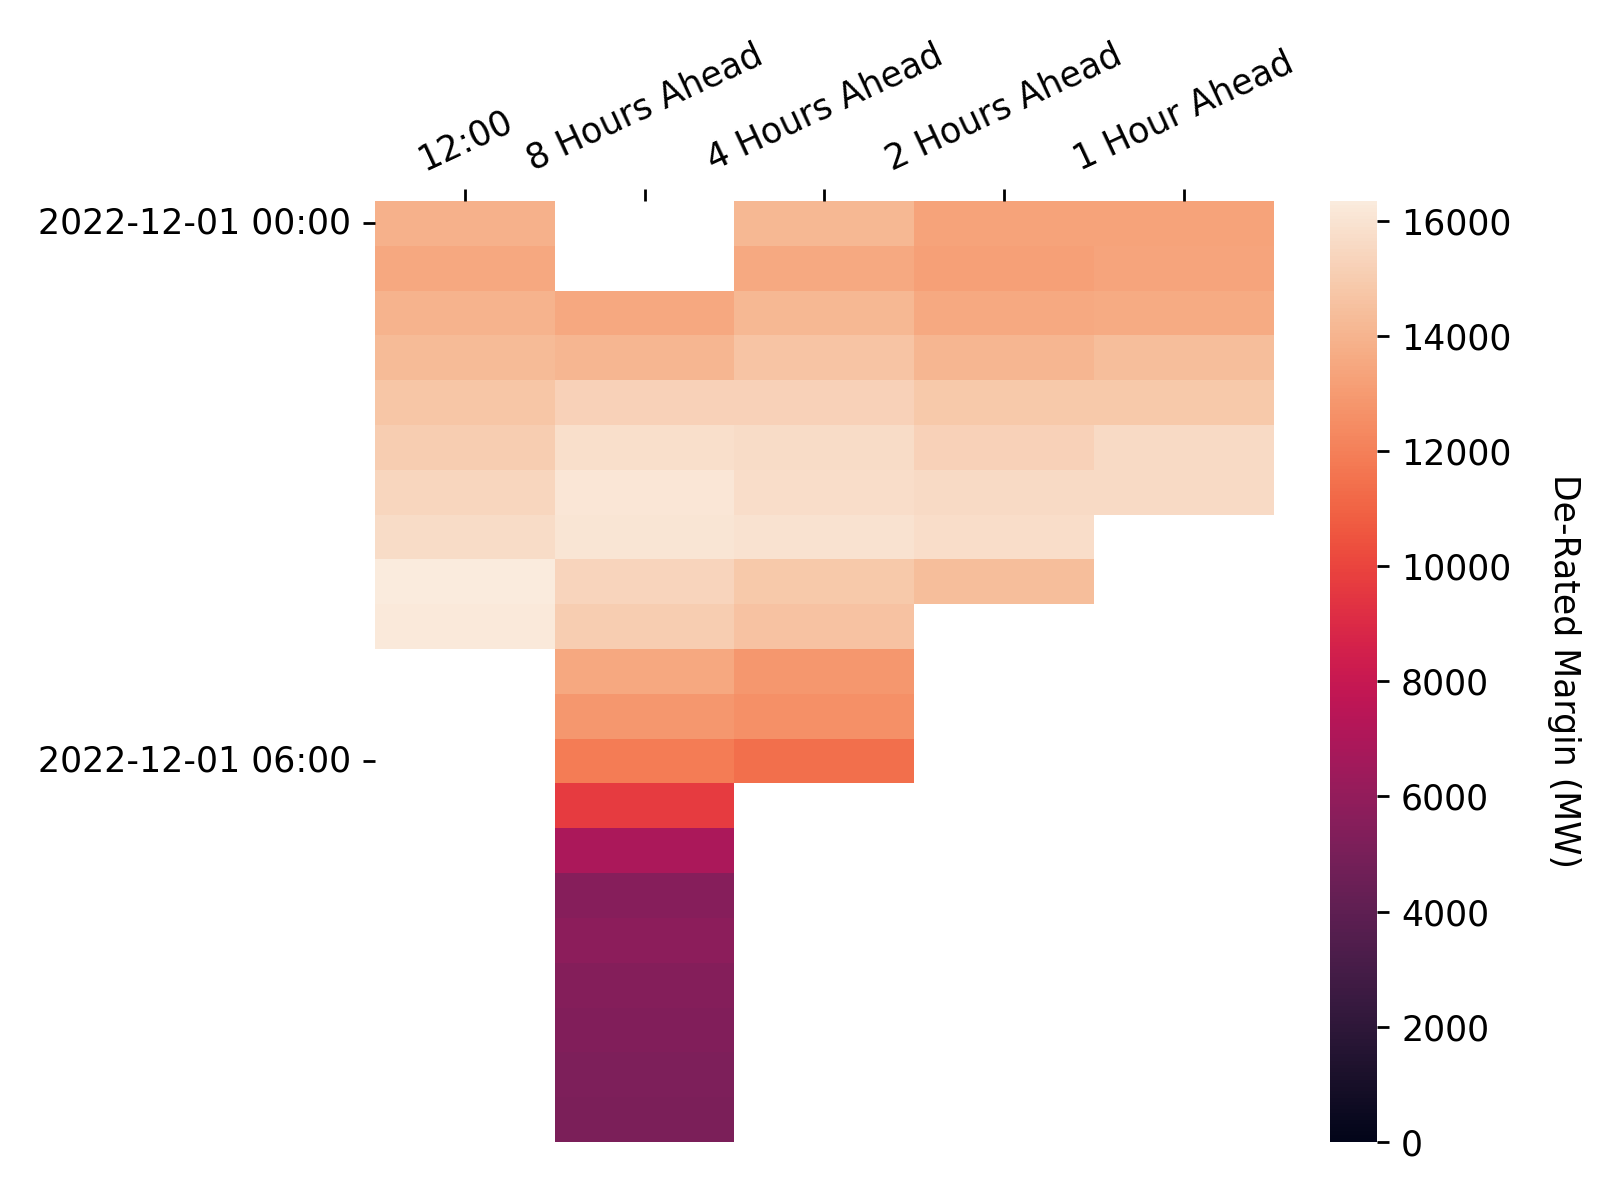 12:00
8 Hours Ahead
4 Hours Ahead
2 Hours Ahead
1 Hour Ahead
2022-12-01 00:00
2022-12-01 06:00
16000
14000
12000
10000
8000
6000
4000
2000
0
De-Rated Margin (MW)